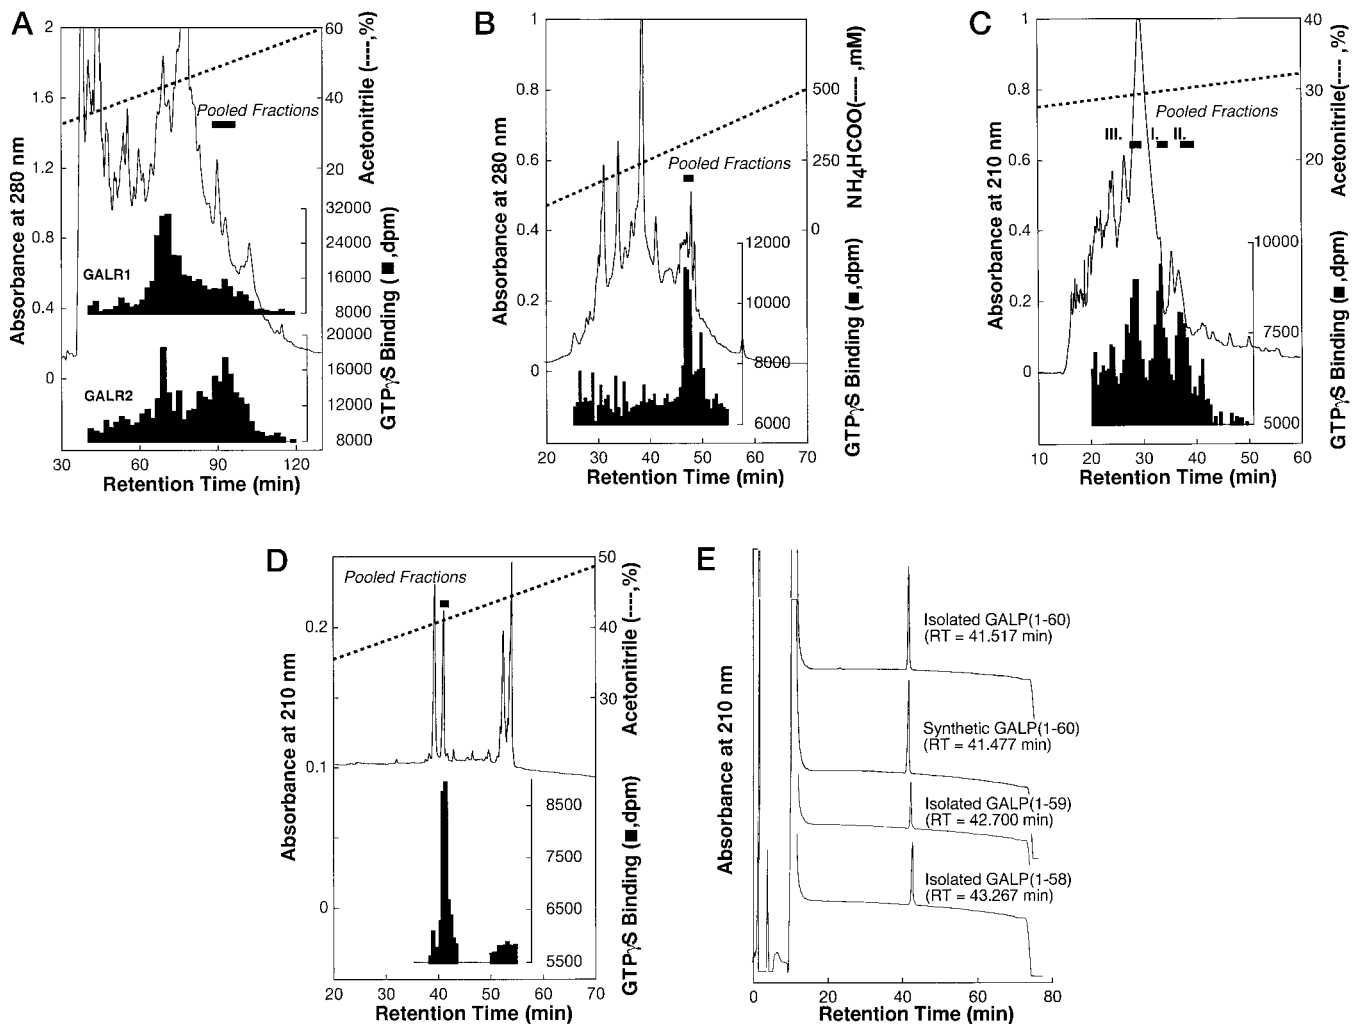 A
Absorbance at 280 nm
2
1.6
1.2
0.8
0.4
0
Pooled Fractions
GALR1
GALR2
60
40
20
Acetonitrile (----,%)
32000
24000
16000
8000
20000
16000
12000
8000
GTPγS Binding (■,dpm)
30 60 90 120
Retention Time (min)
B
Absorbance at 280 nm
1
0.8
0.6
0.4
0.2
0
Pooled Fractions
500
250
0
NH4HCOO(----,mM)
12000
10000
8000
6000
GTPγS Binding (■,dpm)
20 30 40 50 60 70
Retention Time (min)
C
Absorbance at 210 nm
1
0.8
0.6
0.4
0.2
0
Pooled Fractions
III. I. II.
40
30
20
Acetonitrile(----,%)
10000
7500
5000
GTPγS Binding (■,dpm)
10 20 30 40 50 60
Retention Time (min)
D
Absorbance at 210 nm
0.2
0.1
0
Pooled Fractions
50
40
30
Acetonitrile (----,%)
8500
7500
6500
5500
GTPγS Binding (■,dpm)
20 30 40 50 60 70
Retention Time (min)
E
Absorbance at 210 nm
Isolated GALP(1-60)
(RT = 41.517 min)
Synthetic GALP(1-60)
(RT = 41.477 min)
Isolated GALP(1-59)
(RT = 42.700 min)
Isolated GALP(1-58)
(RT = 43.267 min)
0 20 40 60 80
Retention Time (min)